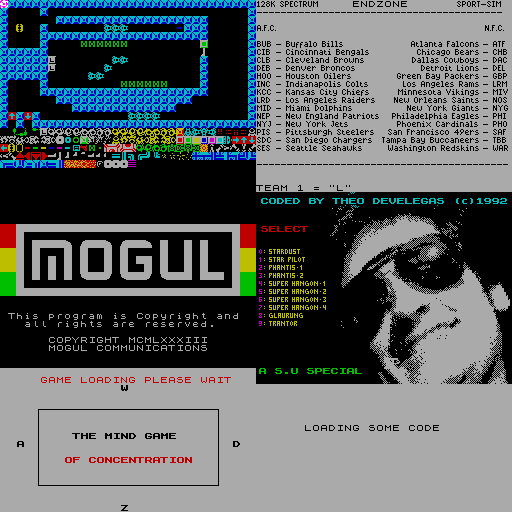 128K SPECTRUM ENDZONE SPORT-SIM
A.F.C. N.F.C.
BUB - Buffalo Bills Atlanta Falcons - ATF
CIB - Cincinnati Bengals Chicago Bears - CHB
CLB - Cleveland Browns Dallas Cowboys - DAC
DEB - Denver Broncos Detroit Lions - DEL
HOO - Houston Oilers Green Bay Packers - GBP
INC - Indianapolis Colts Los Angeles Rams - LRM
KCC - Kansas City Chiefs Minnesota Vikings - MIV
LRD - Los Angeles Raiders New Orleans Saints - NOS
MID - Miami Dolphins New York Giants - NYG
NEP - New England Patriots Philadelphia Eagles - PHI
NYJ - New York Jets Phoenix Cardinals - PHO
PIS - Pittsburgh Steelers San Francisco 49ers - SAF
SDC - San Diego Chargers Tampa Bay Buccaneers - TBB
SES - Seattle Seahawks Washington Redskins - WAR
TEAM 1 = "L"
MOGUL
This program is Copyright and
all rights are reserved.
COPYRIGHT MCMLXXXIII
MOGUL COMMUNICATIONS
CODED BY THEO DEVELEGAS (c)1992
SELECT
0: STARDUST
1: STAR PILOT
2: PHANTIS-1
3: PHANTIS-2
4: SUPER HANGON-1
5: SUPER HANGON-2
6: SUPER HANGON-3
7: SUPER HANGON-4
8: GLAURUNG
9: TRANTOR
A S.U SPECIAL
GAME LOADING PLEASE WAIT
W
THE MIND GAME
A D
OF CONCENTRATION
Z
LOADING SOME CODE